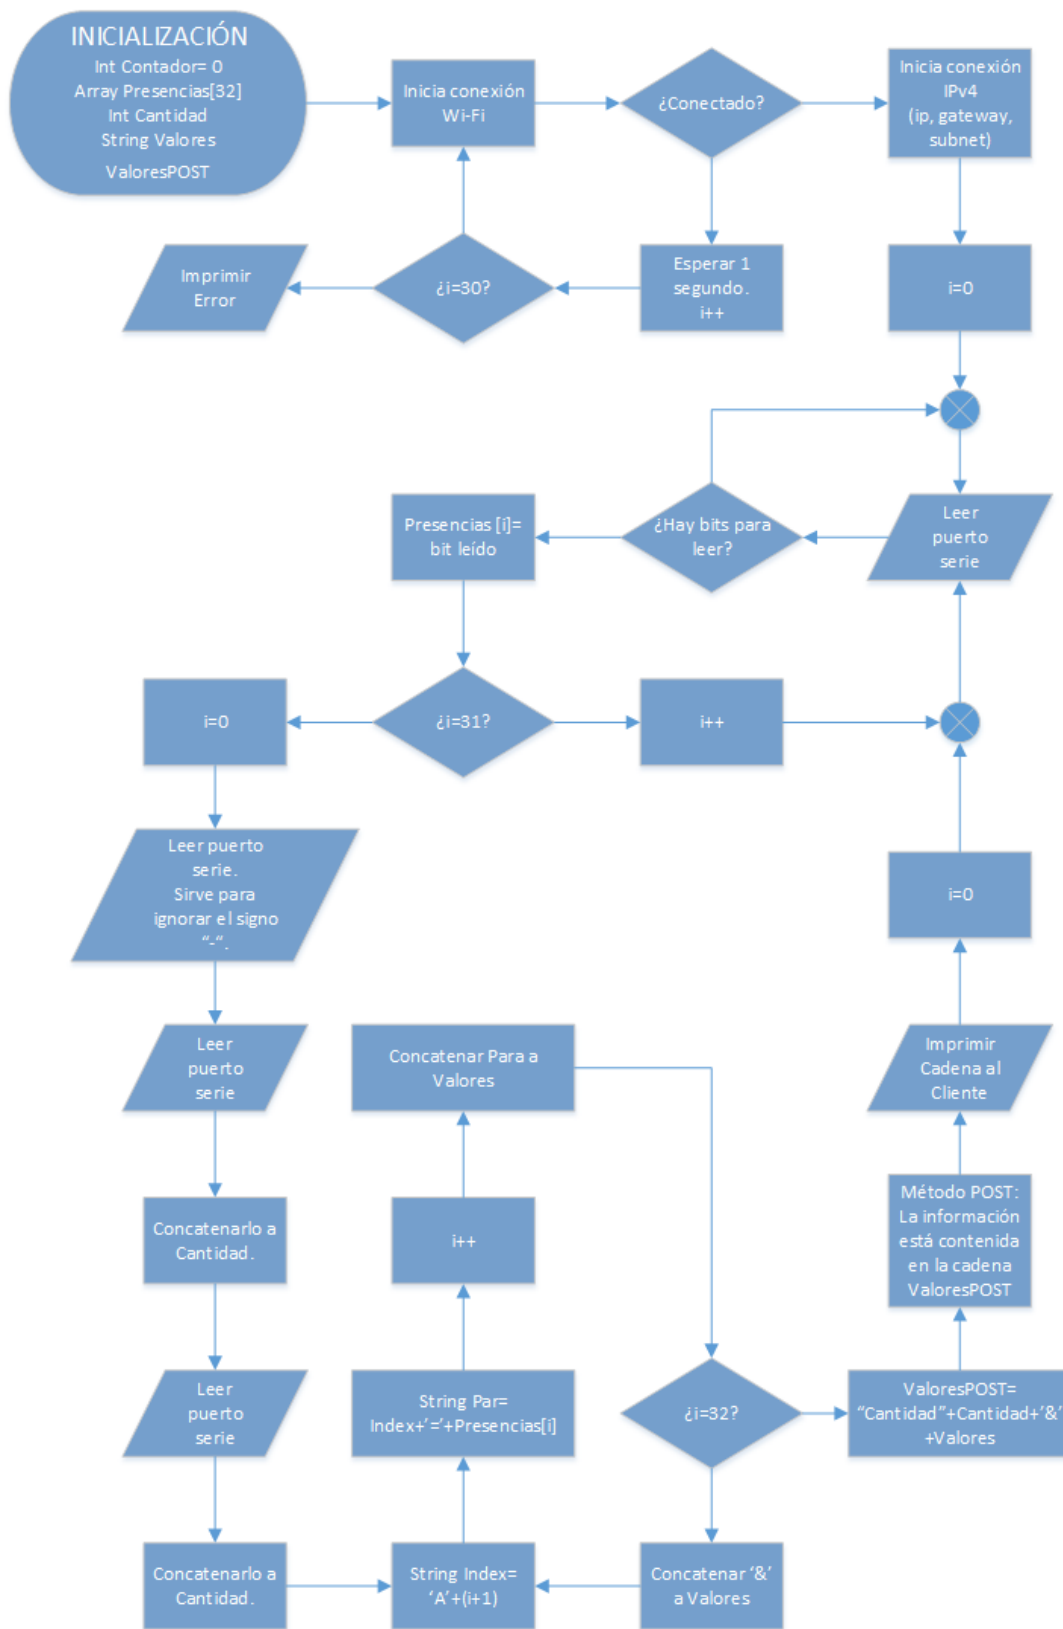 INICIALIZACIÓN
Int Contador= 0
Array Presencias[32]
Int Cantidad
String Valores
ValoresPOST
Inicia conexión
Wi-Fi
¿Conectado?
Inicia conexión
IPv4
(ip, gateway,
subnet)
Imprimir
Error
¿i=30?
Esperar 1
segundo.
i++
i=0
Presencias [i]=
bit leído
¿Hay bits para
leer?
Leer
puerto
serie
i=0
¿i=31?
i++
Leer puerto
serie.
Sirve para
ignorar el signo
“-“.
i=0
Leer
puerto
serie
Concatenar Para a
Valores
Imprimir
Cadena al
Cliente
Concatenarlo a
Cantidad.
i++
Método POST:
La información
está contenida
en la cadena
ValoresPOST
Leer
puerto
serie
String Par=
Index+’=’+Presencias[i]
¿i=32?
ValoresPOST=
“Cantidad”+Cantidad+’&’
+Valores
Concatenarlo a
Cantidad.
String Index=
‘A’+(i+1)
Concatenar ‘&’
a Valores